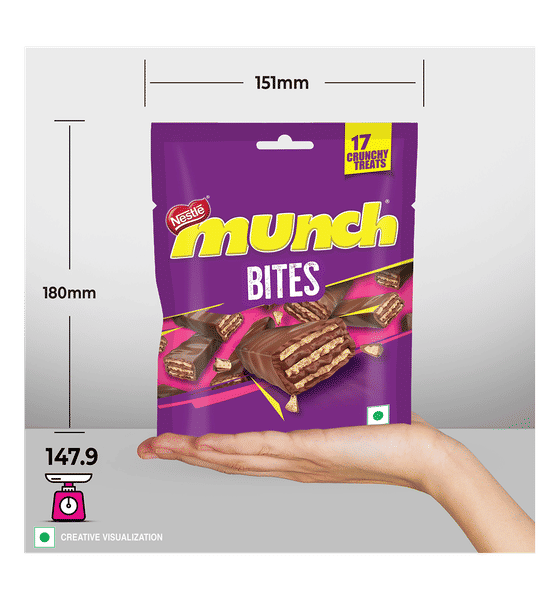 151mm
17
CRUNCHY
TREATS
Nestlé
munch
BITES
180mm
147.9
CREATIVE VISUALIZATION